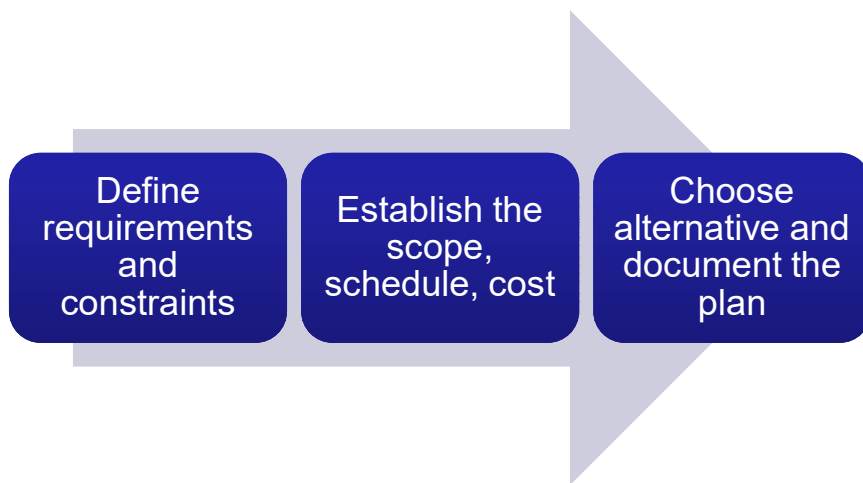 Define
requirements
and
constraints
Establish the
scope,
schedule, cost
Choose
alternative and
document the
plan